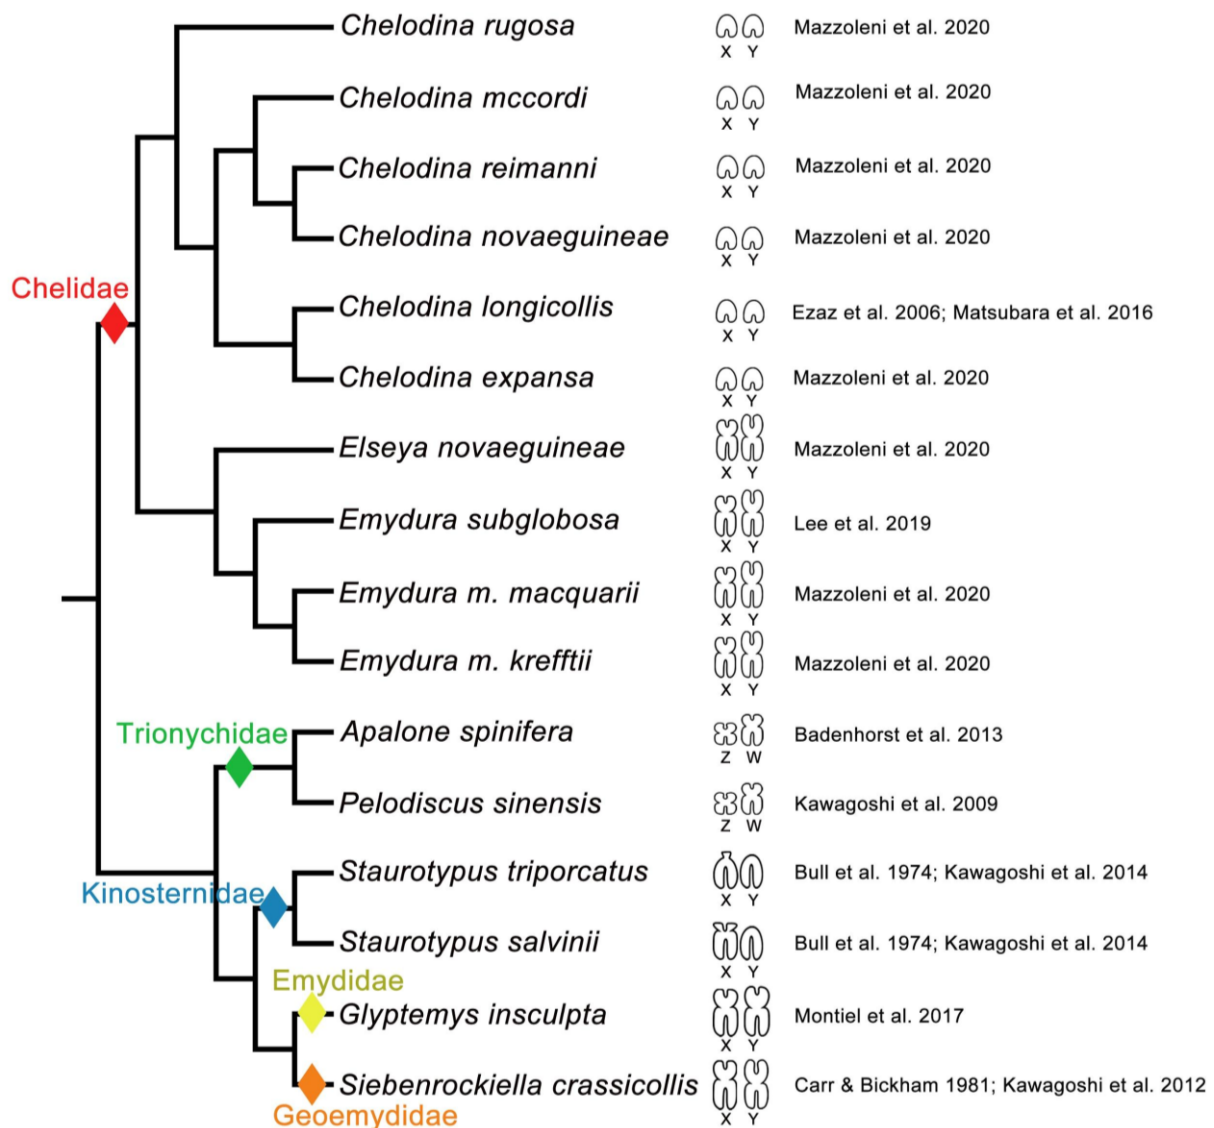 Chelodina rugosa Mazzoleni et al. 2020
X Y
Chelodina mccordi Mazzoleni et al. 2020
X Y
Chelodina reimanni Mazzoleni et al. 2020
X Y
Chelodina novaeguineae Mazzoleni et al. 2020
X Y
Chelidae
Chelodina longicollis Ezaz et al. 2006; Matsubara et al. 2016
X Y
Chelodina expansa Mazzoleni et al. 2020
X Y
Elseya novaeguineae Mazzoleni et al. 2020
X Y
Emydura subglobosa Lee et al. 2019
X Y
Emydura m. macquarii Mazzoleni et al. 2020
X Y
Emydura m. krefftii Mazzoleni et al. 2020
X Y
Trionychidae
Apalone spinifera Badenhorst et al. 2013
Z W
Pelodiscus sinensis Kawagoshi et al. 2009
Z W
Staurotypus triporcatus Bull et al. 1974; Kawagoshi et al. 2014
Kinosternidae
X Y
Staurotypus salvinii Bull et al. 1974; Kawagoshi et al. 2014
X Y
Emydidae
Glyptemys insculpta Montiel et al. 2017
X Y
Siebenrockiella crassicollis Carr & Bickham 1981; Kawagoshi et al. 2012
Geoemydidae
X Y